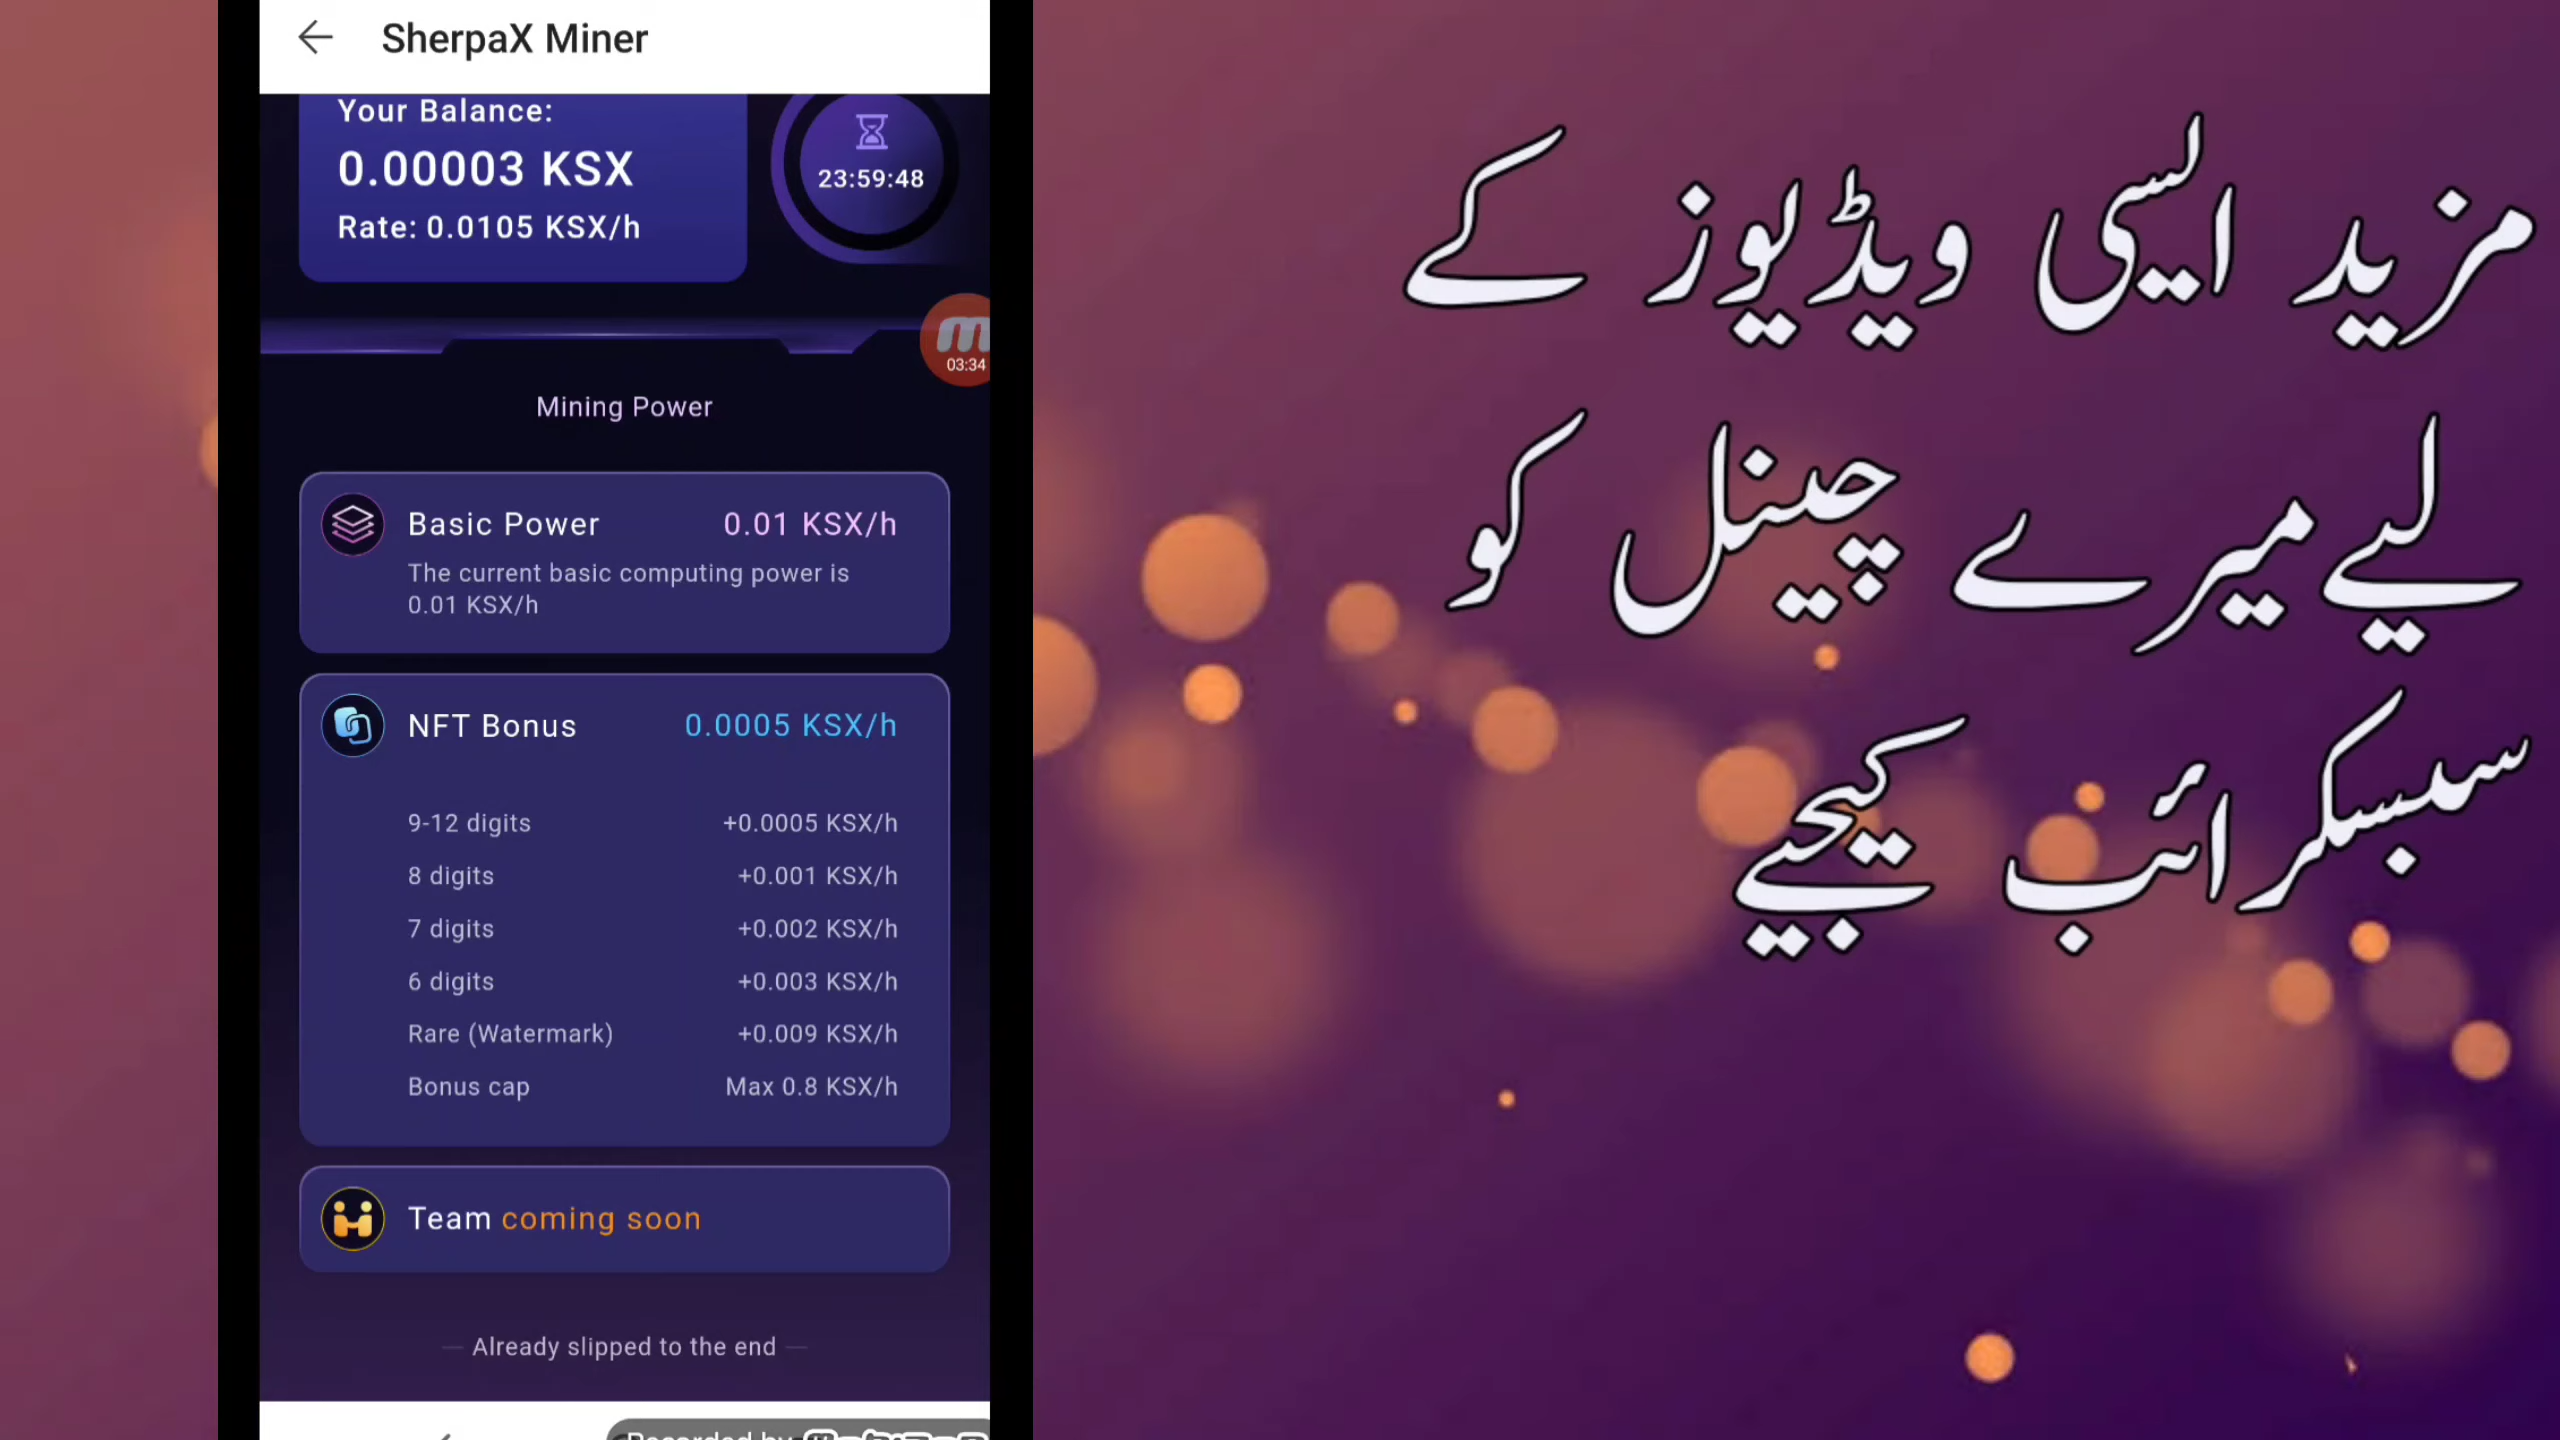 SherpaX Miner
Your Balance:
0.00003 KSX
Rate: 0.0105 KSX/h
23:59:48
03:34
Mining Power
Basic Power 0.01 KSX/h
The current basic computing power is
0.01 KSX/h
NFT Bonus 0.0005 KSX/h
9-12 digits +0.0005 KSX/h
8 digits +0.001 KSX/h
7 digits +0.002 KSX/h
6 digits +0.003 KSX/h
Rare (Watermark) +0.009 KSX/h
Bonus cap Max 0.8 KSX/h
Team coming soon
Already slipped to the end
Recorded by
مزید ایسی ویڈیوز کے
لیے میرے چینل کو
سبسکرائب کیجیے